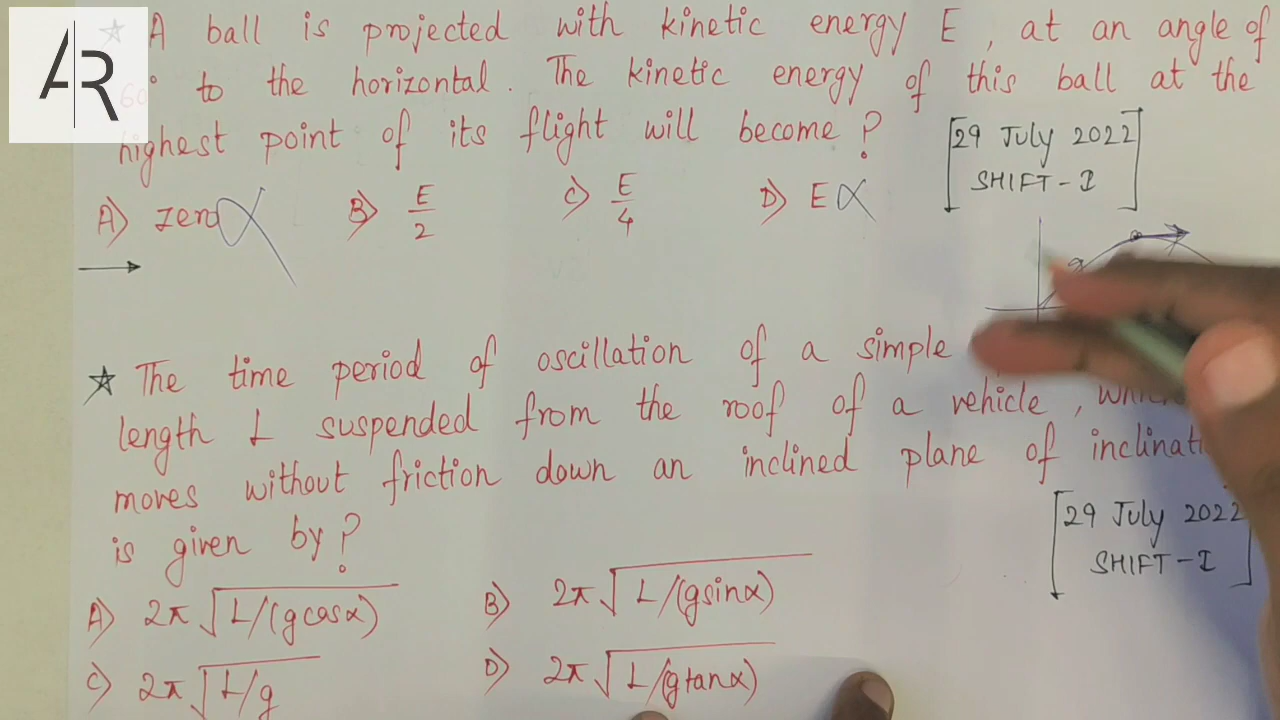 AR
A ball is projected with kinetic energy E, at an angle of
60° to the horizontal. The kinetic energy of this ball at the
highest point of its flight will become?
[29 July 2022
SHIFT-I]
A) zero B) E/2 C) E/4 D) E
The time period of oscillation of a simple
length L suspended from the roof of a vehicle,
moves without friction down an inclined plane of
is given by?
[29 July 2022
SHIFT-I]
A) 2π √L/(gcosα) B) 2π √L/(gsinα)
C) 2π √L/g D) 2π √L/(gtanα)